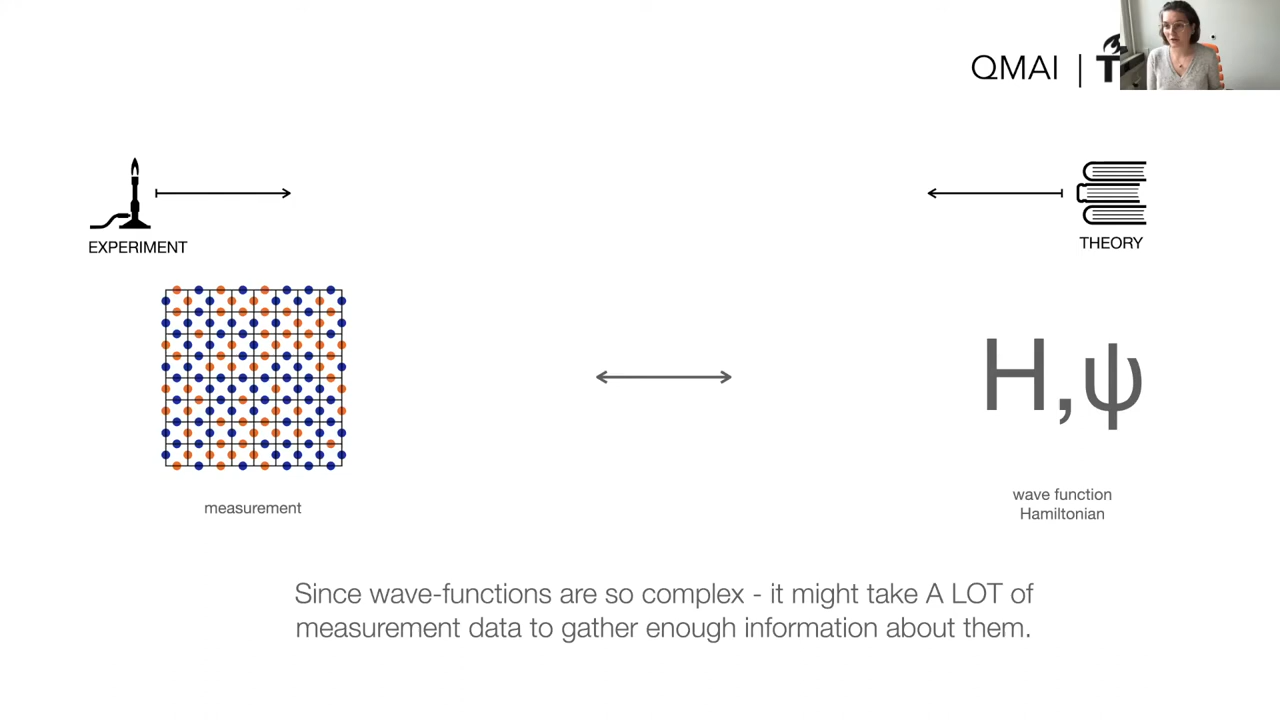 QMAI | T
EXPERIMENT
THEORY
H,ψ
measurement
wave function
Hamiltonian
Since wave-functions are so complex - it might take A LOT of
measurement data to gather enough information about them.